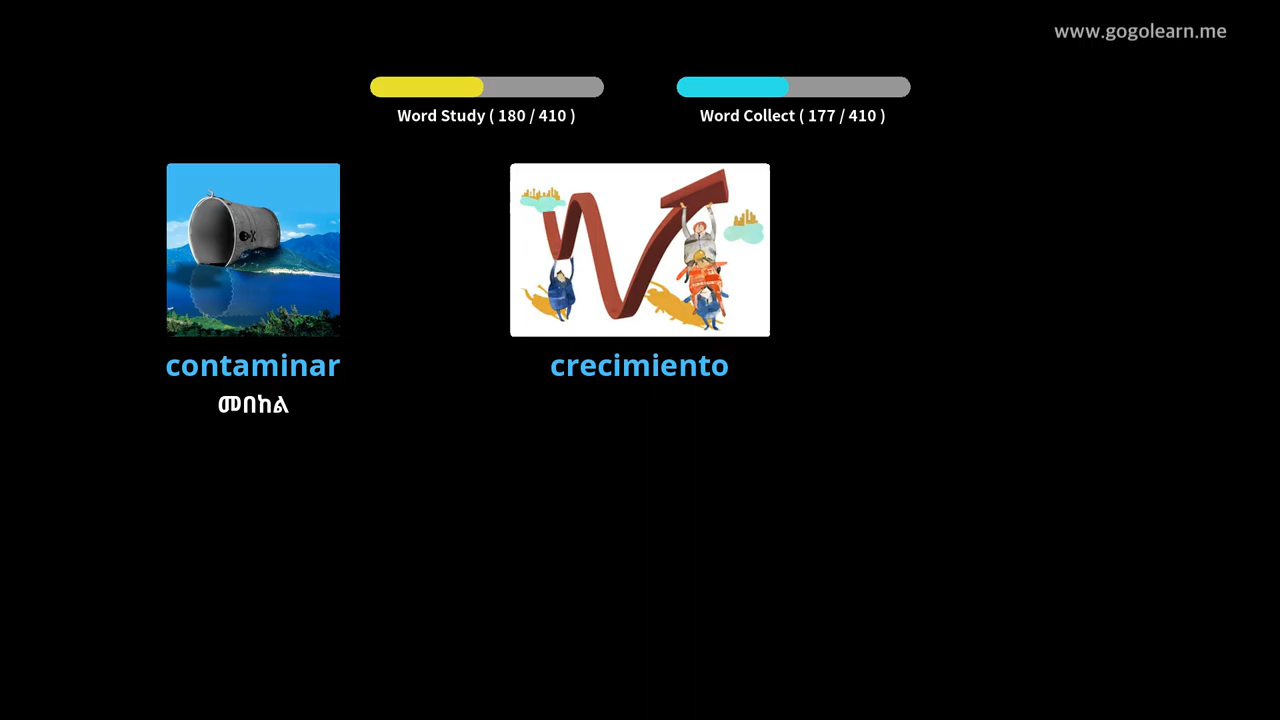 www.gogolearn.me
Word Study ( 180 / 410 )
Word Collect ( 177 / 410 )
contaminar
መበከል
crecimiento